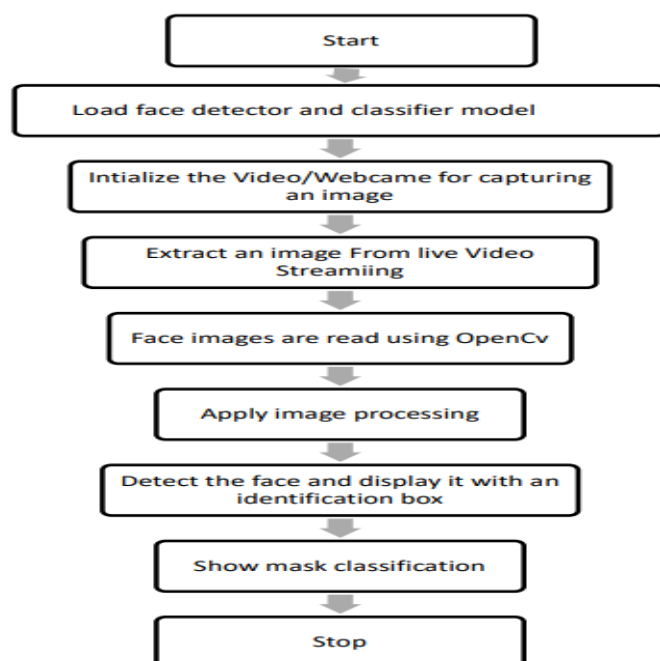 Start
Load face detector and classifier model
Intialize the Video/Webcame for capturing
an image
Extract an image From live Video
Streamiing
Face images are read using OpenCv
Apply image processing
Detect the face and display it with an
identification box
Show mask classification
Stop